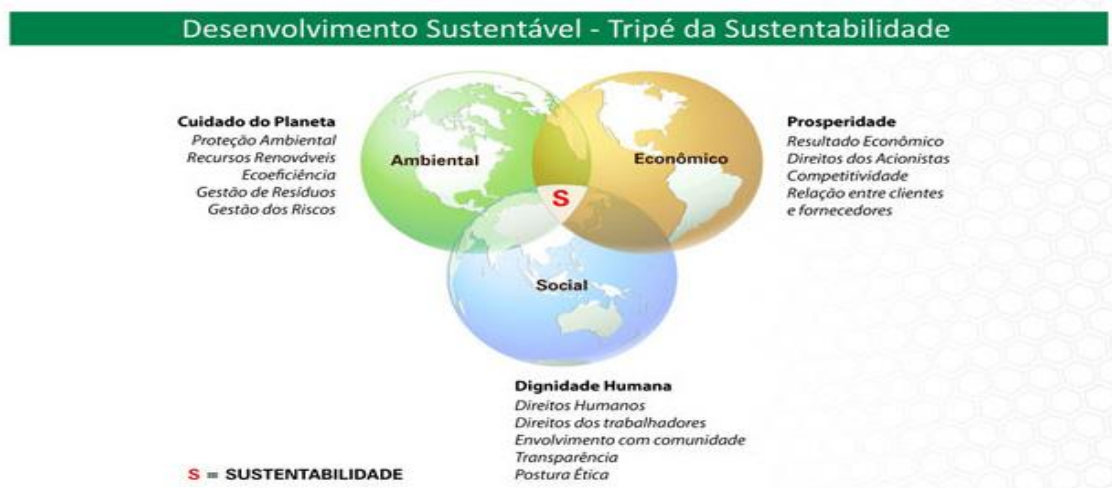 Desenvolvimento Sustentável - Tripé da Sustentabilidade
Cuidado do Planeta
Proteção Ambiental
Recursos Renováveis
Ecoeficiência
Gestão de Resíduos
Gestão dos Riscos
Ambiental
Econômico
S
Social
Prosperidade
Resultado Econômico
Direitos dos Acionistas
Competitividade
Relação entre clientes
e fornecedores
Dignidade Humana
Direitos Humanos
Direitos dos trabalhadores
Envolvimento com comunidade
Transparência
Postura Ética
S = SUSTENTABILIDADE